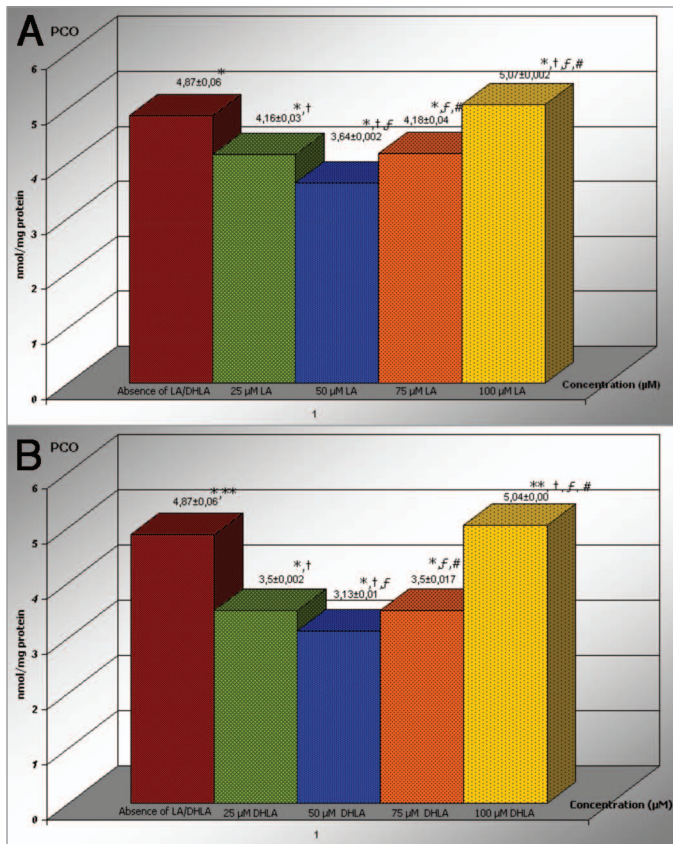 A
PCO
6
5
4
3
2
1
0
nmol/mg protein
*
4,87±0,06
*,†
4,16±0,03
*,†,ƒ
3,64±0,002
*,ƒ,#
4,18±0,04
*,†,ƒ,#
5,07±0,002
Absence of LA/DHLA 25 µM LA 50 µM LA 75 µM LA 100 µM LA
Concentration (µM)
1
B
PCO
6
5
4
3
2
1
0
nmol/mg protein
*,**
4,87±0,06
*,†
3,5±0,002
*,†,ƒ
3,13±0,01
*,ƒ,#
3,5±0,017
**,†,ƒ,#
5,04±0,00
Absence of LA/DHLA 25 µM DHLA 50 µM DHLA 75 µM DHLA 100 µM DHLA
Concentration (µM)
1